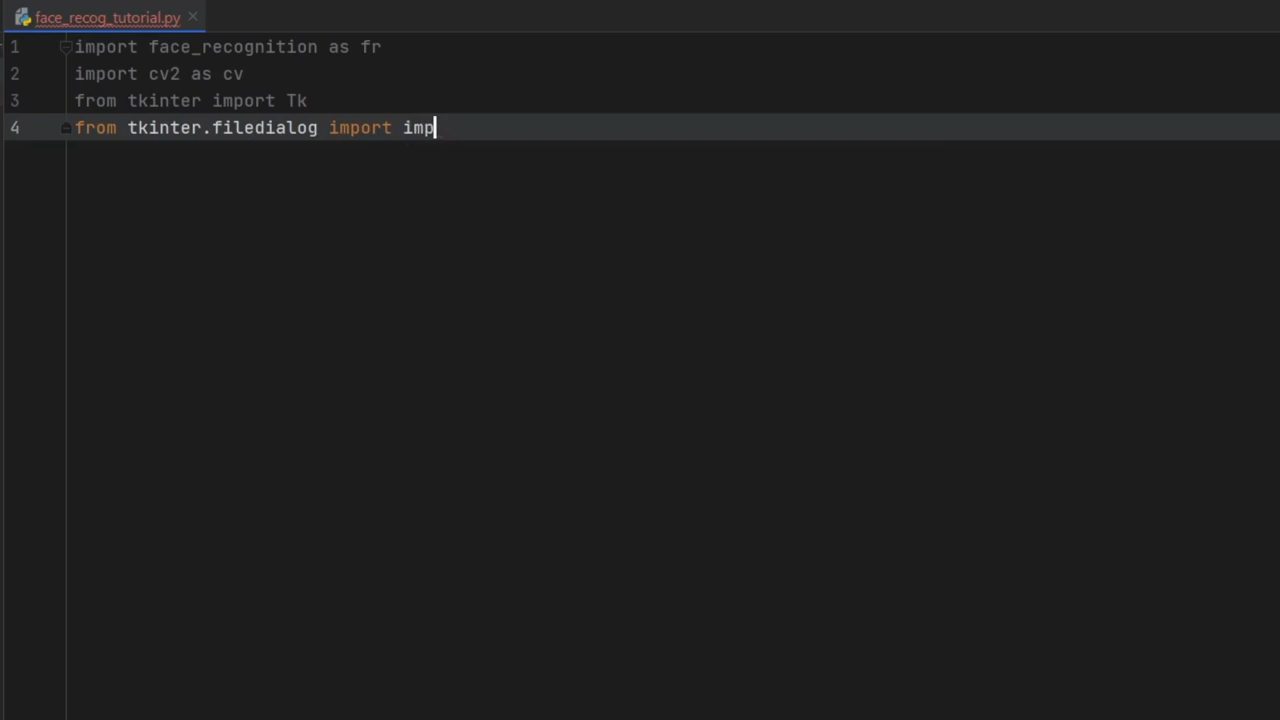 face_recog_tutorial.py
1 import face_recognition as fr
2 import cv2 as cv
3 from tkinter import Tk
4 from tkinter.filedialog import imp